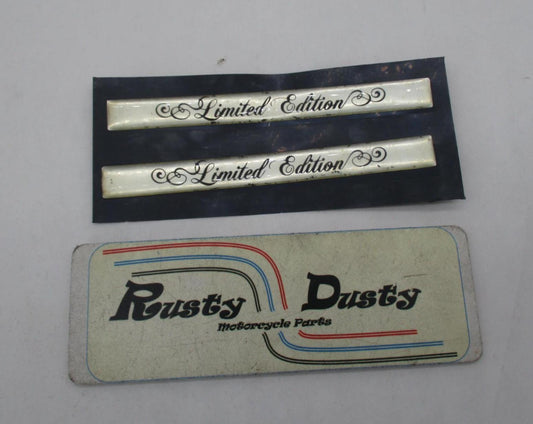 Limited Edition
Limited Edition
Rusty Dusty
Motorcycle Parts